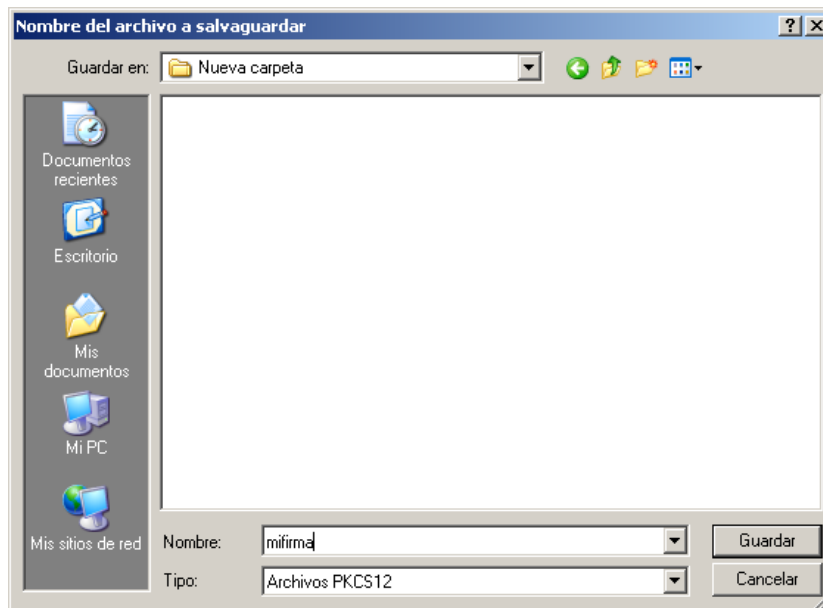 Nombre del archivo a salvaguardar
Guardar en: Nueva carpeta
Documentos
recientes
Escritorio
Mis
documentos
Mi PC
Mis sitios de red
Nombre: mifirma Guardar
Tipo: Archivos PKCS12 Cancelar